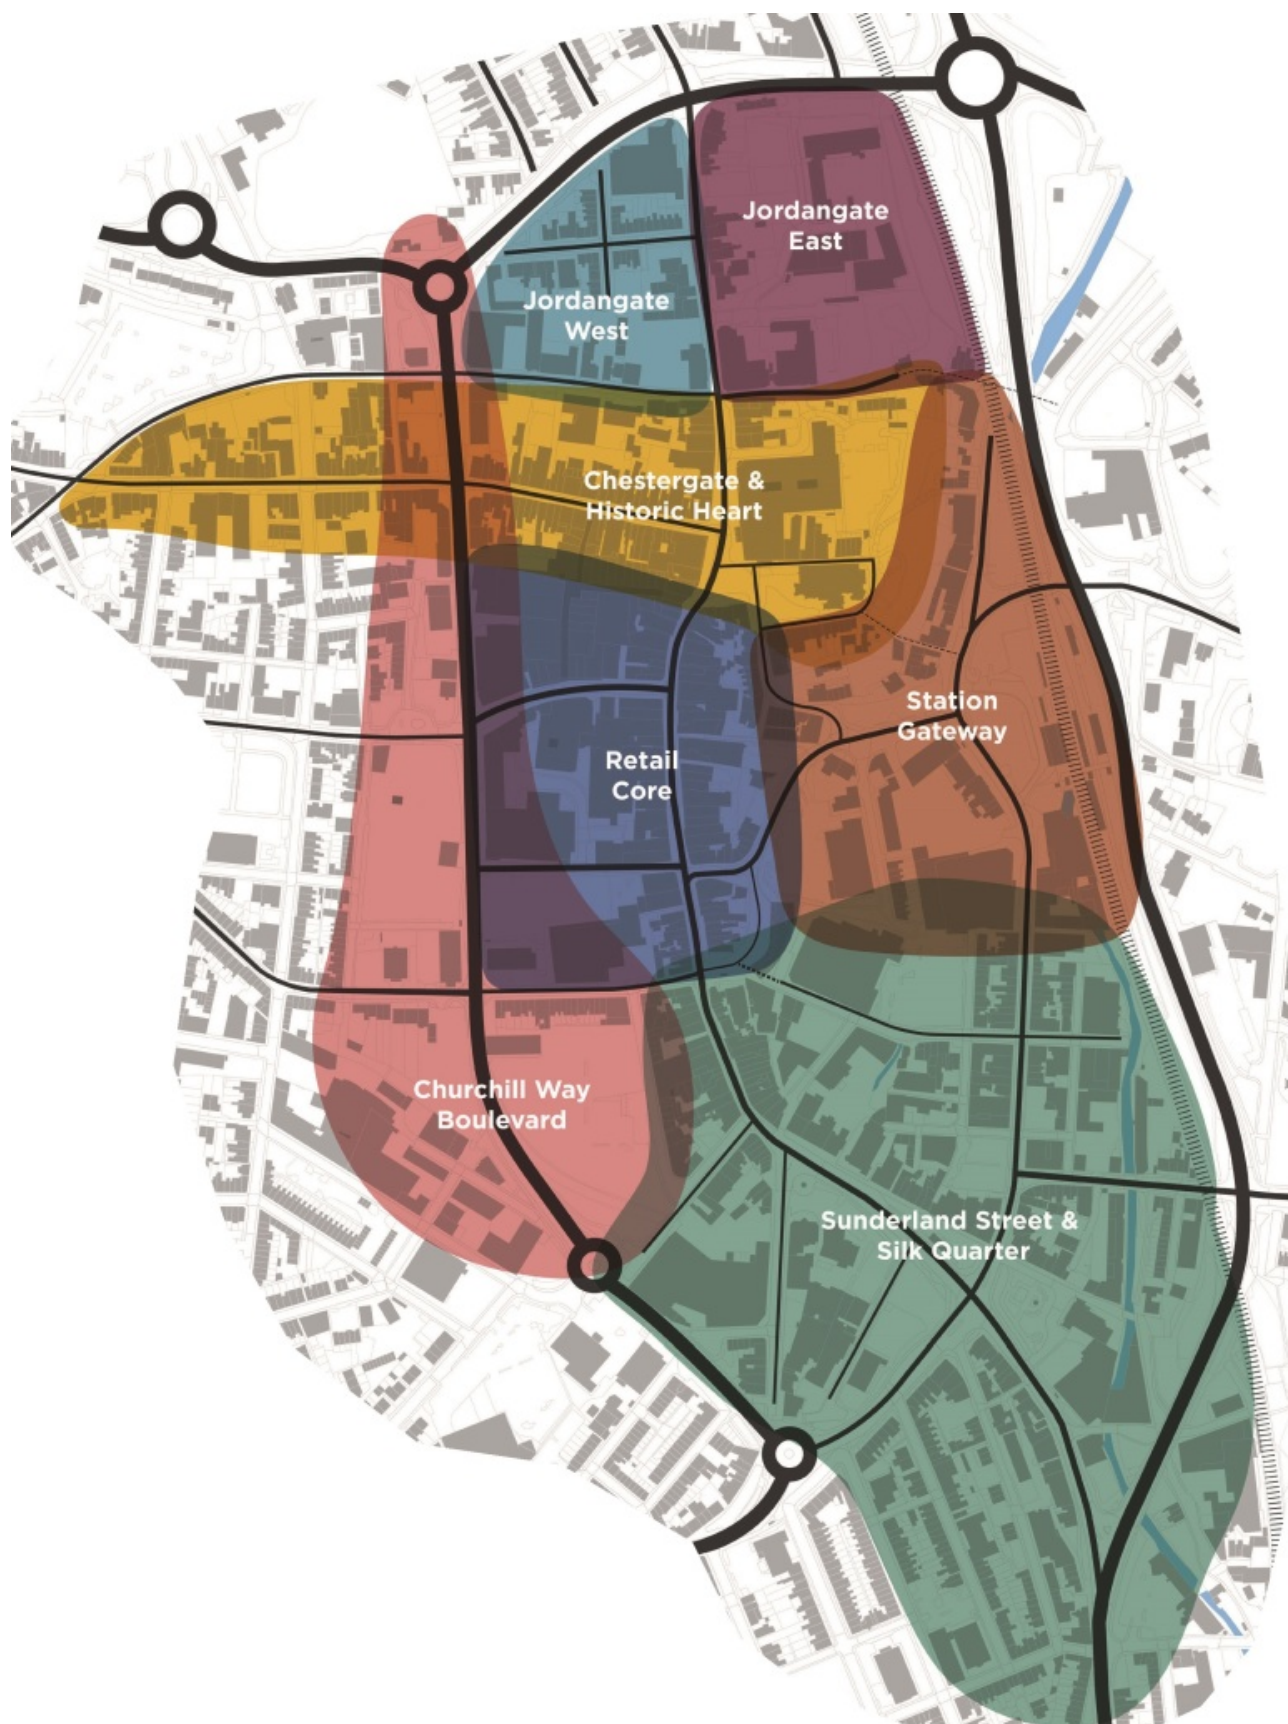 Jordangate
East
Jordangate
West
Chestergate &
Historic Heart
Station
Gateway
Retail
Core
Churchill Way
Boulevard
Sunderland Street &
Silk Quarter